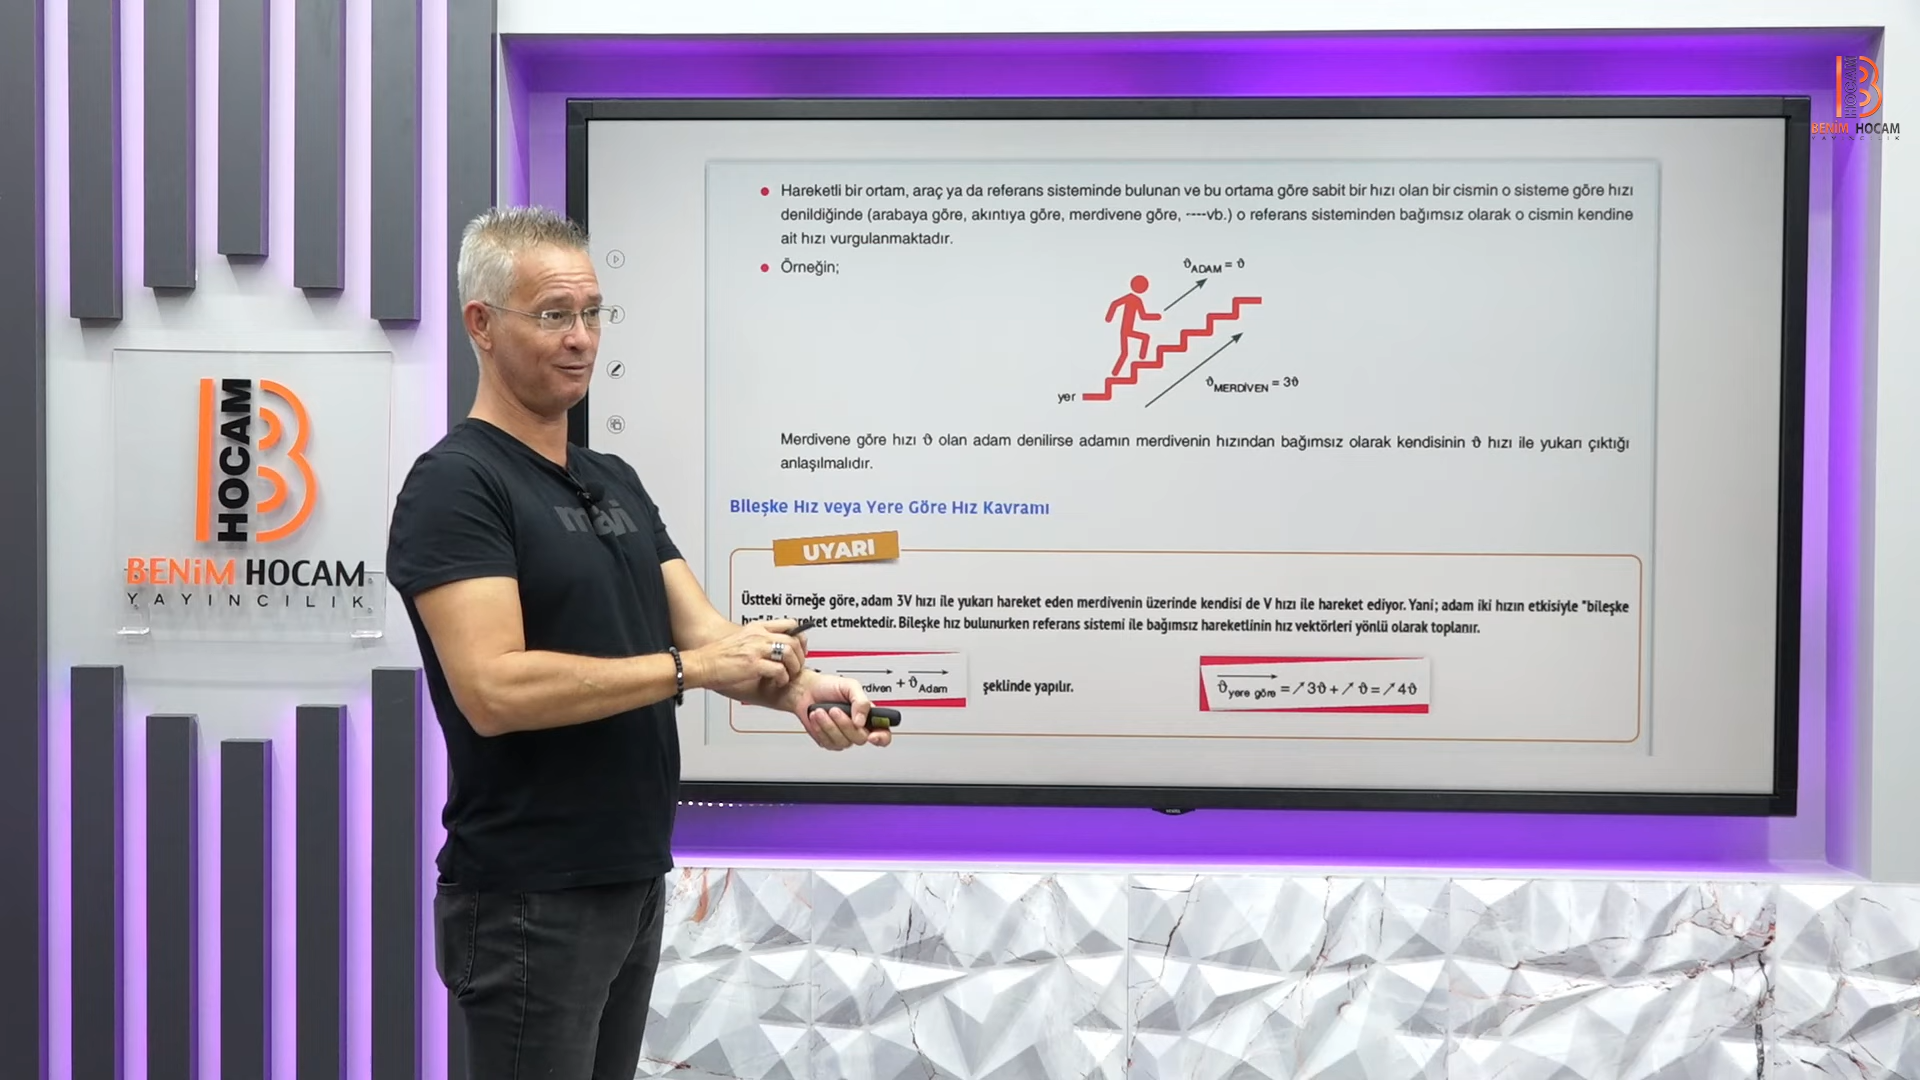 HOCAM
BENİM HOCAM
YAYINCILIK
Hareketli bir ortam, araç ya da referans sisteminde bulunan ve bu ortama göre sabit bir hızı olan bir cismin o sisteme göre hızı
denildiğinde (arabaya göre, akıntıya göre, merdivene göre, ----vb.) o referans sisteminden bağımsız olarak o cismin kendine
ait hızı vurgulanmaktadır.
Örneğin;
ϑADAM = ϑ
ϑMERDİVEN = 3ϑ
yer
Merdivene göre hızı ϑ olan adam denilirse adamın merdivenin hızından bağımsız olarak kendisinin ϑ hızı ile yukarı çıktığı
anlaşılmalıdır.
Bileşke Hız veya Yere Göre Hız Kavramı
UYARI
Üstteki örneğe göre, adam 3V hızı ile yukarı hareket eden merdivenin üzerinde kendisi de V hızı ile hareket ediyor. Yani; adam iki hızın etkisiyle "bileşke
hareket etmektedir. Bileşke hız bulunurken referans sistemi ile bağımsız hareketlinin hız vektörleri yönlü olarak toplanır.
+ ϑAdam şeklinde yapılır.
ϑyere göre = ↗3ϑ + ↗ϑ = ↗4ϑ
mavi
HOCAM
BENİM HOCAM
YAYINCILIK